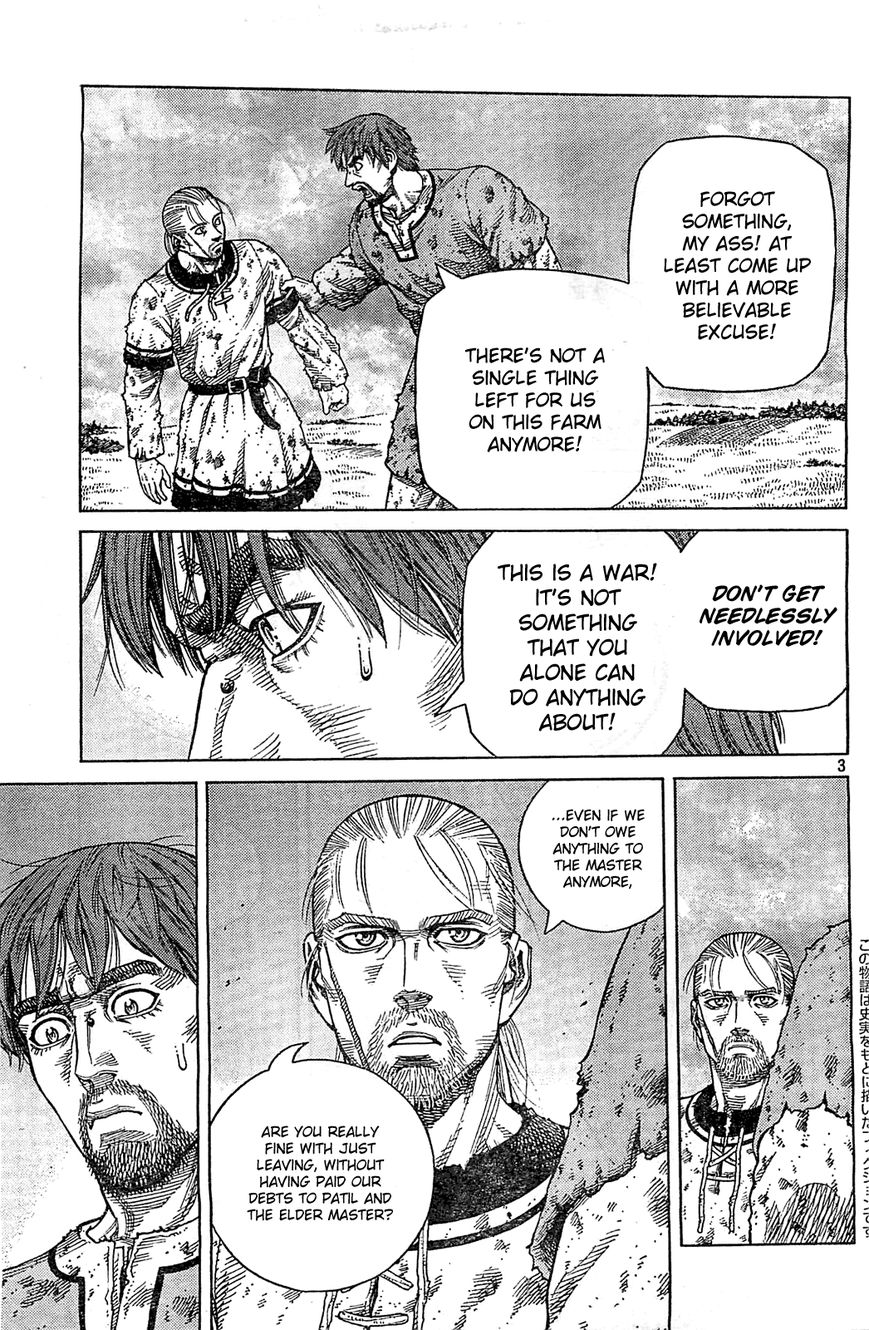 FORGOT
SOMETHING,
MY ASS! AT
LEAST COME UP
WITH A MORE
BELIEVABLE
EXCUSE!
THERE'S NOT A
SINGLE THING
LEFT FOR US
ON THIS FARM
ANYMORE!
DON'T GET
NEEDLESSLY
INVOLVED!
THIS IS A WAR!
IT'S NOT
SOMETHING
THAT YOU
ALONE CAN
DO ANYTHING
ABOUT!
3
...EVEN IF WE
DON'T OWE
ANYTHING
TO THE
MASTER
ANYMORE,
ARE YOU REALLY
FINE WITH JUST
LEAVING, WITHOUT
HAVING PAID OUR
DEBTS TO PATIL AND
THE ELDER MASTER?
この物語は史実をもとに描いた